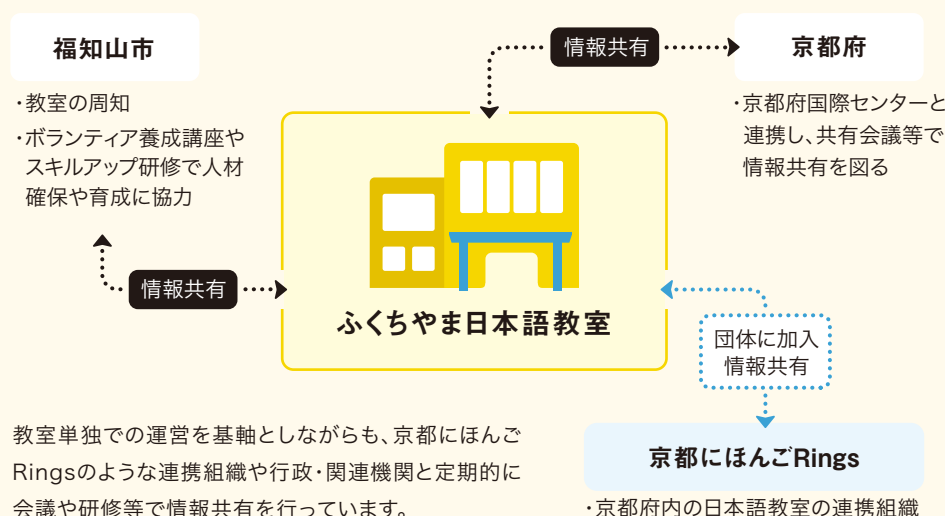 福知山市
・教室の周知
・ボランティア養成講座や
スキルアップ研修で人材
確保や育成に協力
情報共有
京都府
・京都府国際センターと
連携し、共有会議等で
情報共有を図る
情報共有
ふくちやま日本語教室
団体に加入
情報共有
京都にほんごRings
・京都府内の日本語教室の連携組織
教室単独での運営を基軸としながらも、京都にほんご
Ringsのような連携組織や行政・関連機関と定期的に
会議や研修等で情報共有を行っています。